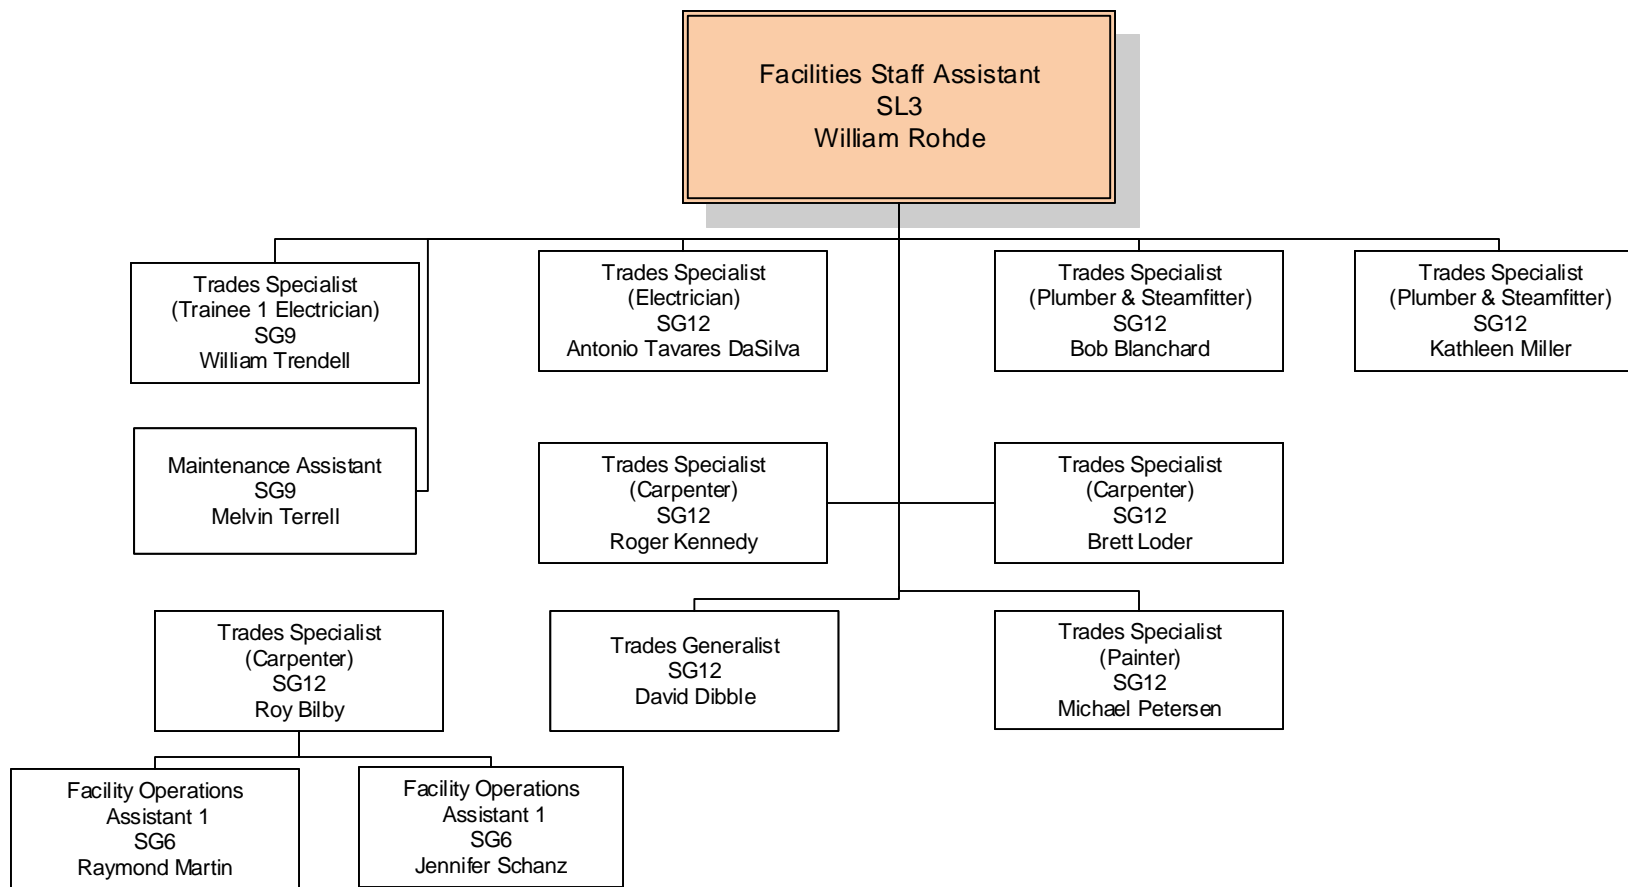 Facilities Staff Assistant
SL3
William Rohde
Trades Specialist
(Trainee 1 Electrician)
SG9
William Trendell
Trades Specialist
(Electrician)
SG12
Antonio Tavares DaSilva
Trades Specialist
(Plumber & Steamfitter)
SG12
Bob Blanchard
Trades Specialist
(Plumber & Steamfitter)
SG12
Kathleen Miller
Maintenance Assistant
SG9
Melvin Terrell
Trades Specialist
(Carpenter)
SG12
Roger Kennedy
Trades Specialist
(Carpenter)
SG12
Brett Loder
Trades Specialist
(Carpenter)
SG12
Roy Bilby
Trades Generalist
SG12
David Dibble
Trades Specialist
(Painter)
SG12
Michael Petersen
Facility Operations
Assistant 1
SG6
Raymond Martin
Facility Operations
Assistant 1
SG6
Jennifer Schanz